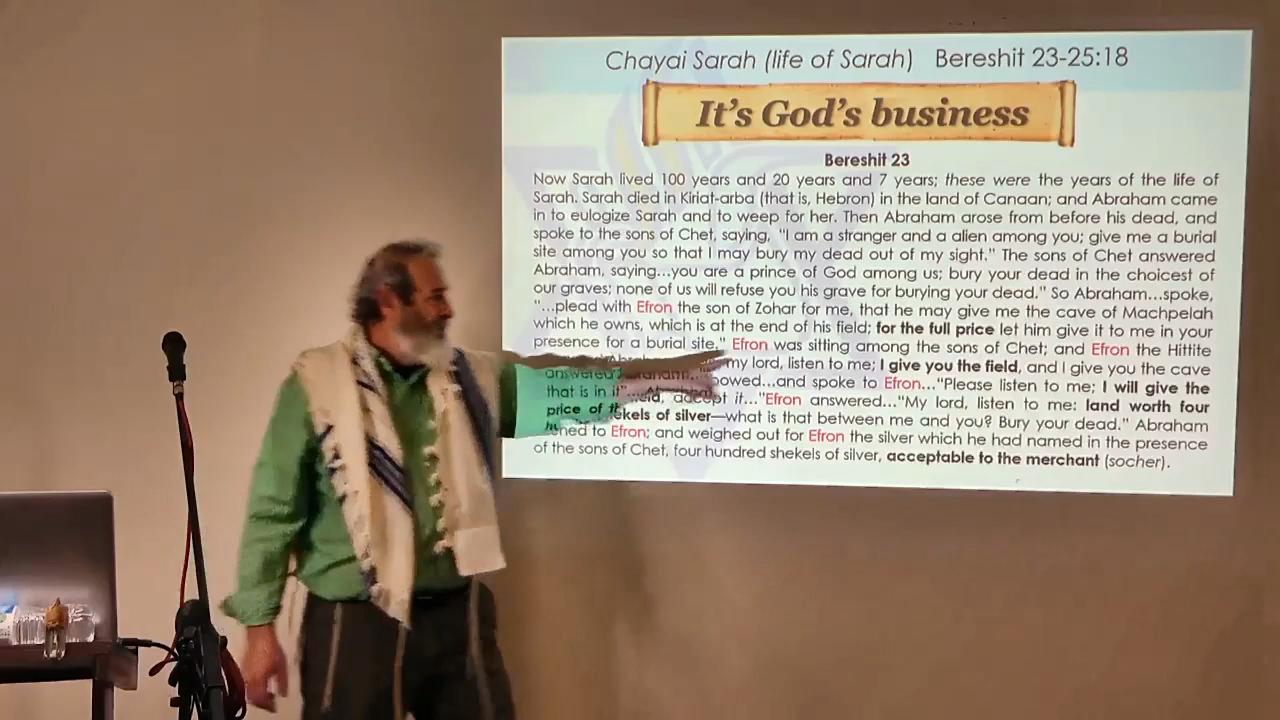 Chayai Sarah (life of Sarah) Bereshit 23-25:18
It's God's business
Bereshit 23
Now Sarah lived 100 years and 20 years and 7 years; these were the years of the life of
Sarah. Sarah died in Kiriat-arba (that is, Hebron) in the land of Canaan; and Abraham came
in to eulogize Sarah and to weep for her. Then Abraham arose from before his dead, and
spoke to the sons of Chet, saying, "I am a stranger and a alien among you; give me a burial
site among you so that I may bury my dead out of my sight." The sons of Chet answered
Abraham, saying...you are a prince of God among us; bury your dead in the choicest of
our graves; none of us will refuse you his grave for burying your dead." So Abraham...spoke,
"...plead with Efron the son of Zohar for me, that he may give me the cave of Machpelah
which he owns, which is at the end of his field; for the full price let him give it to me in your
presence for a burial site." Efron was sitting among the sons of Chet; and Efron the Hittite
answered my lord, listen to me; I give you the field, and I give you the cave
that is in it"... bowed...and spoke to Efron..."Please listen to me; I will give the
price of accept it..."Efron answered..."My lord, listen to me: land worth four
shekels of silver—what is that between me and you? Bury your dead." Abraham
to Efron; and weighed out for Efron the silver which he had named in the presence
of the sons of Chet, four hundred shekels of silver, acceptable to the merchant (socher).